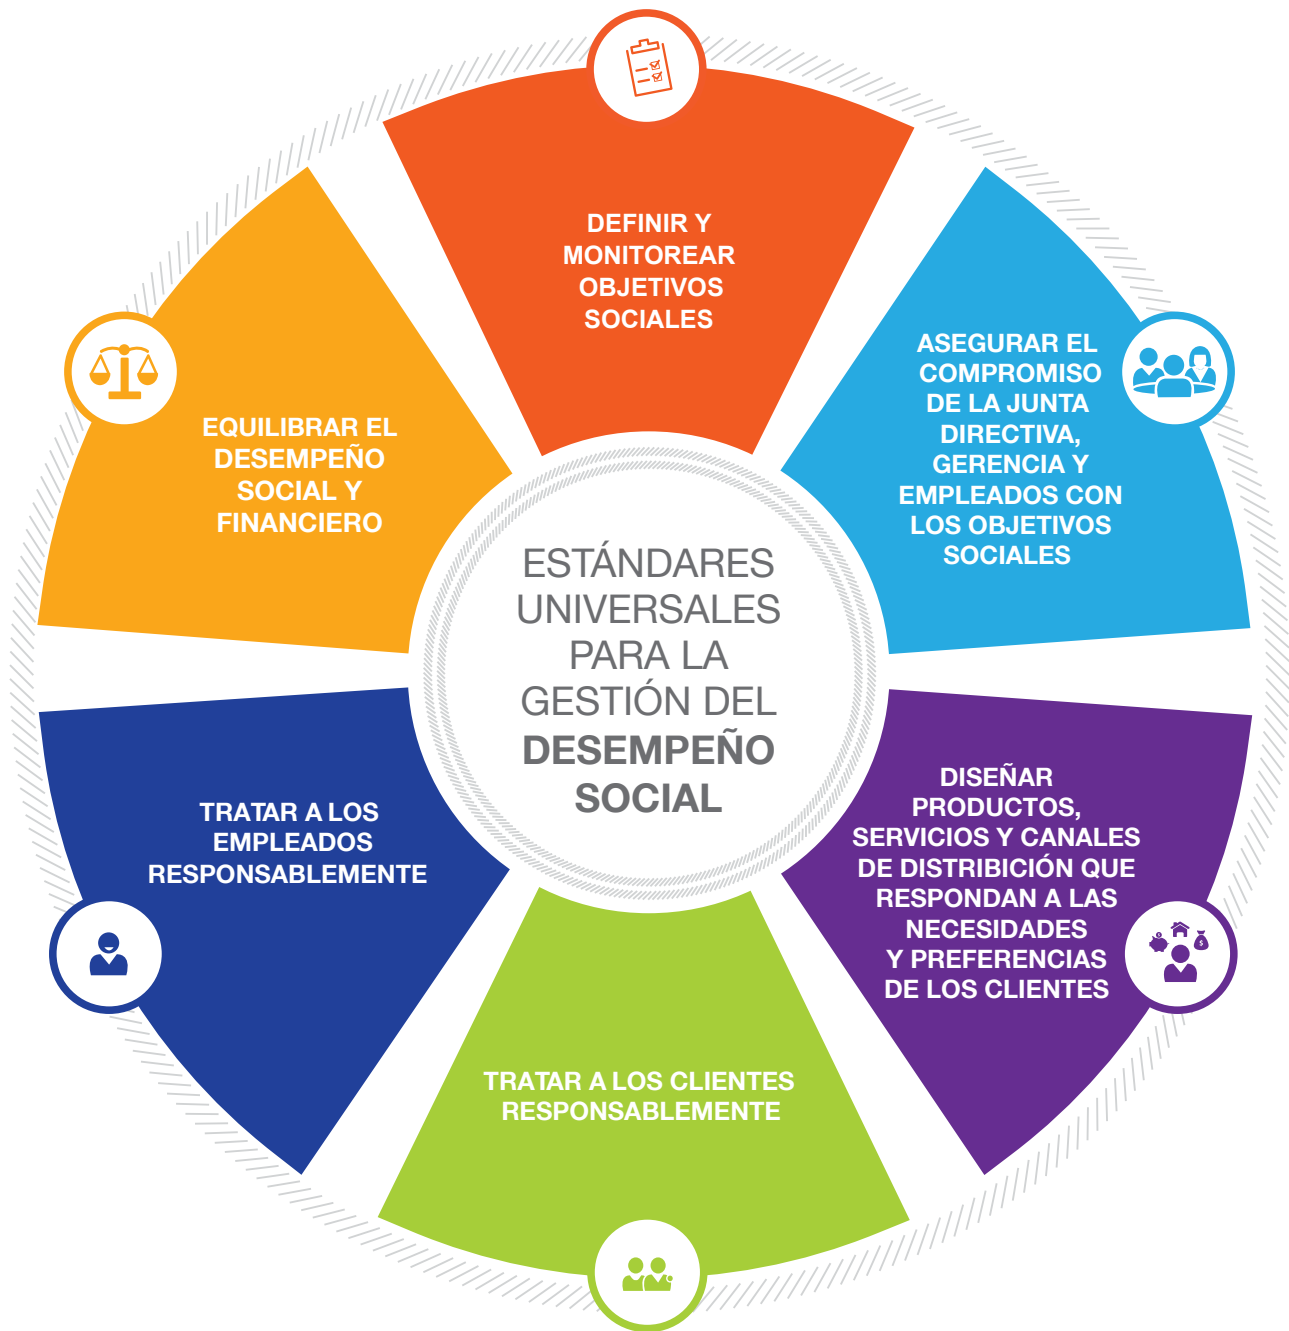 DEFINIR Y
MONITOREAR
OBJETIVOS
SOCIALES
ASEGURAR EL
COMPROMISO
DE LA JUNTA
DIRECTIVA,
GERENCIA Y
EMPLEADOS CON
LOS OBJETIVOS
SOCIALES
DISEÑAR
PRODUCTOS,
SERVICIOS Y CANALES
DE DISTRIBICIÓN QUE
RESPONDAN A LAS
NECESIDADES
Y PREFERENCIAS
DE LOS CLIENTES
TRATAR A LOS CLIENTES
RESPONSABLEMENTE
TRATAR A LOS
EMPLEADOS
RESPONSABLEMENTE
EQUILIBRAR EL
DESEMPEÑO
SOCIAL Y
FINANCIERO
ESTÁNDARES
UNIVERSALES
PARA LA
GESTIÓN DEL
DESEMPEÑO
SOCIAL